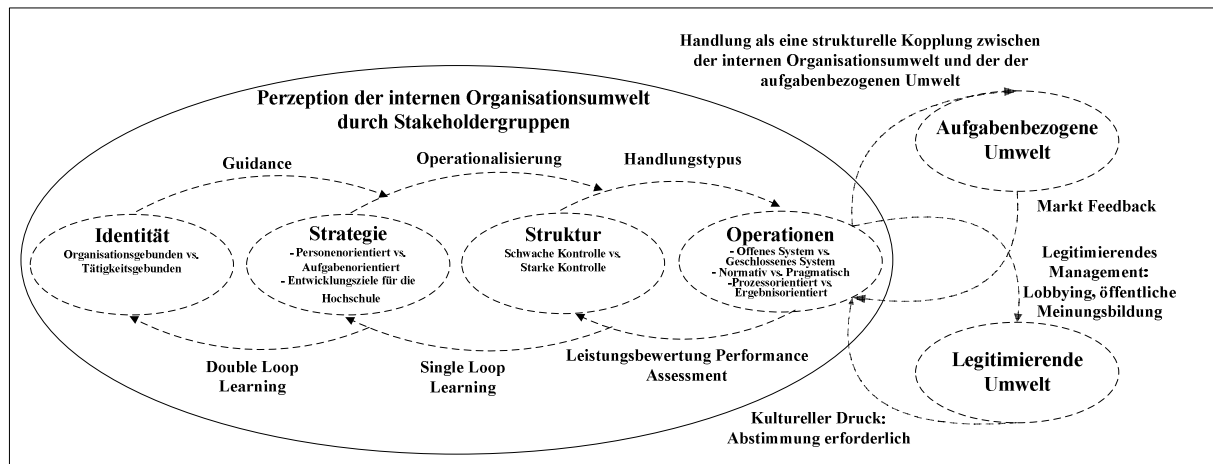 Handlung als eine strukturelle Kopplung zwischen
der internen Organisationsumwelt und der der
aufgabenbezogenen Umwelt
Perzeption der internen Organisationsumwelt
durch Stakeholdergruppen
Guidance
Operationalisierung
Handlungstypus
Aufgabenbezogene
Umwelt
Markt Feedback
Identität
Organisationsgebunden vs.
Tätigkeitsgebunden
Strategie
-Personenorientiert vs.
Aufgabenorientiert
-Entwicklungsziele für die
Hochschule
Struktur
Schwache Kontrolle vs.
Starke Kontrolle
Operationen
-Offenes System vs.
Geschlossenes System
-Normativ vs. Pragmatisch
-Prozessorientiert vs.
Ergebnisorientiert
Legitimierendes
Management:
Lobbying, öffentliche
Meinungsbildung
Double Loop
Learning
Single Loop
Learning
Leistungsbewertung Performance
Assessment
Legitimierende
Umwelt
Kultureller Druck:
Abstimmung erforderlich